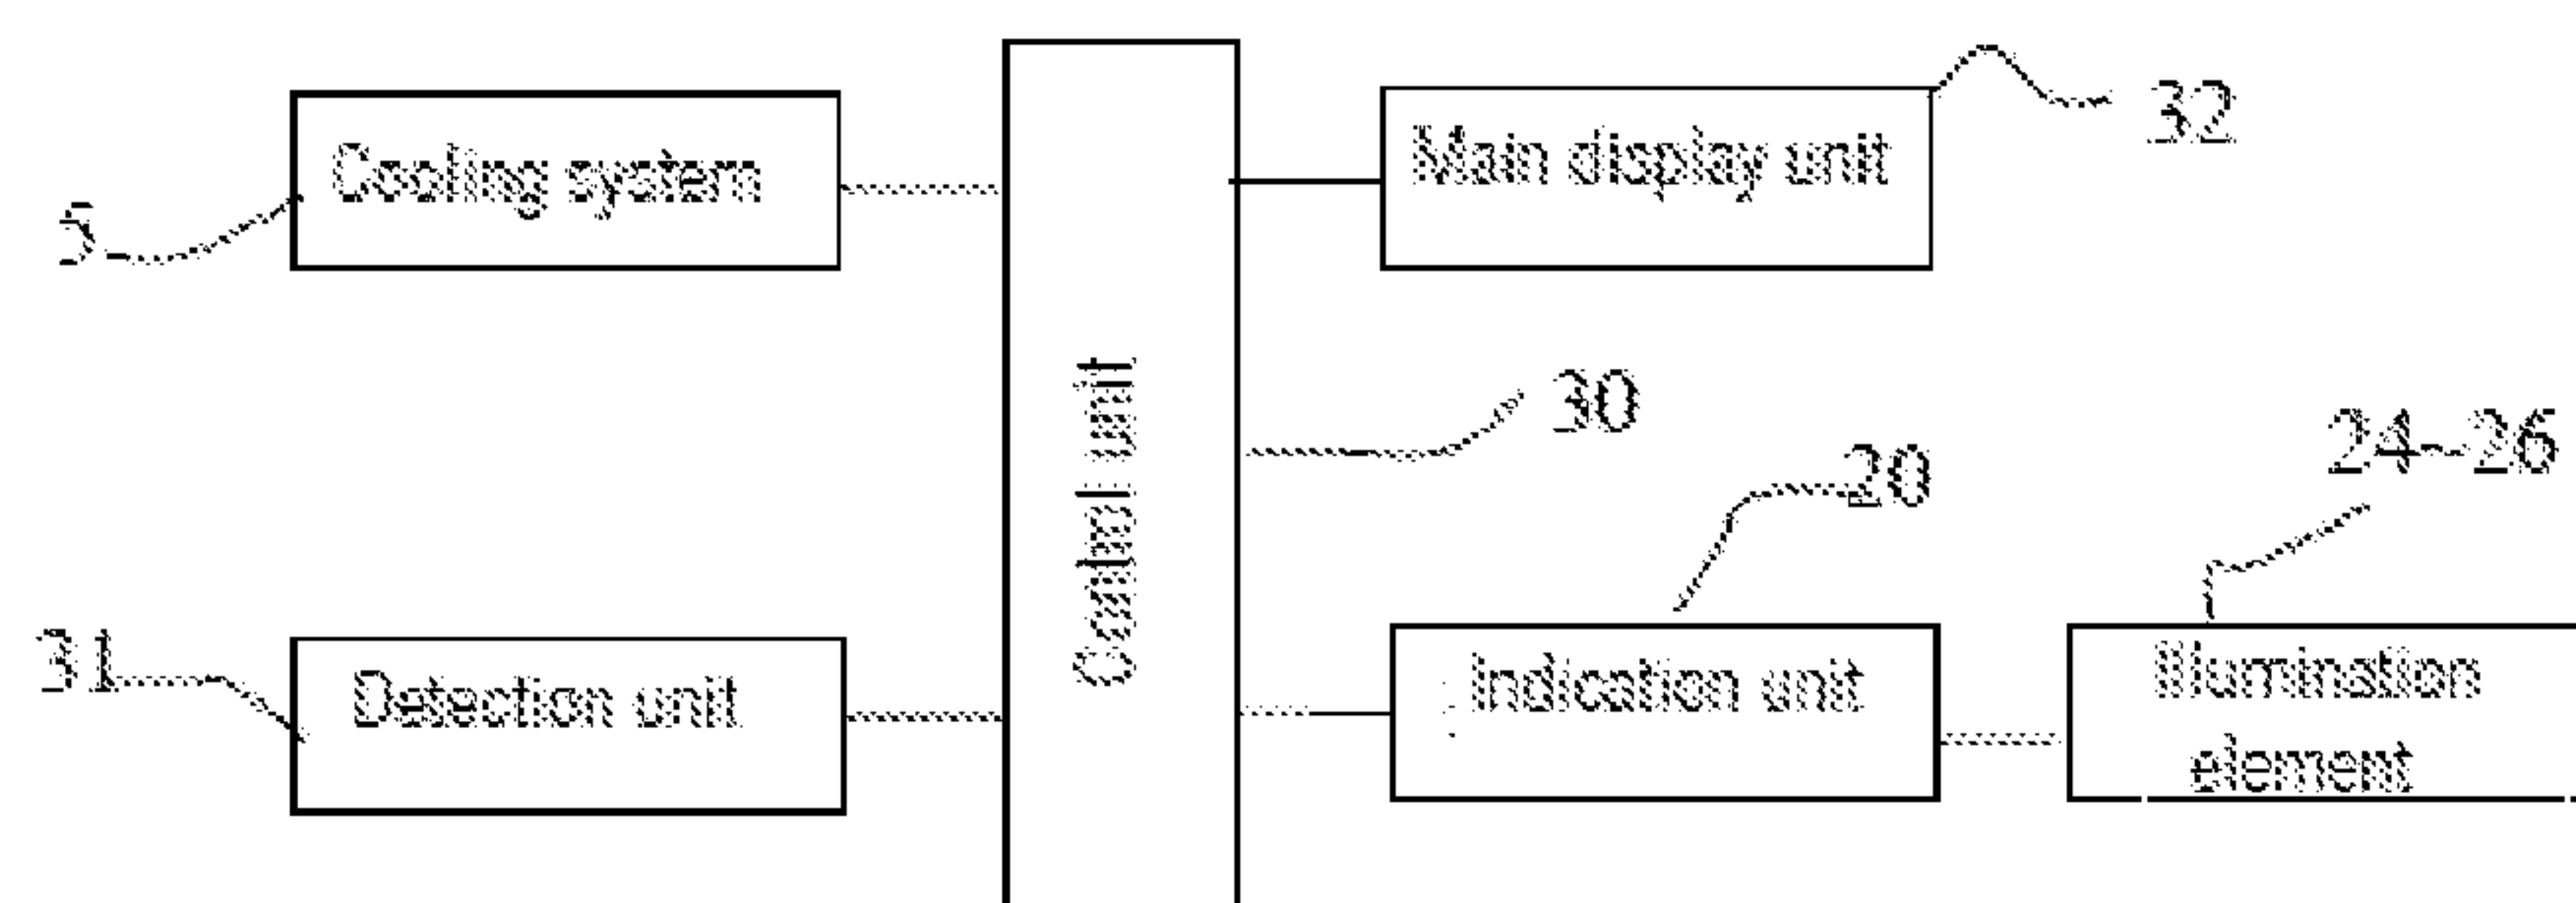 Cooling system
Main display unit
32
5
Control unit
30
20
24~26
31
Detection unit
Indication unit
Illumination
element